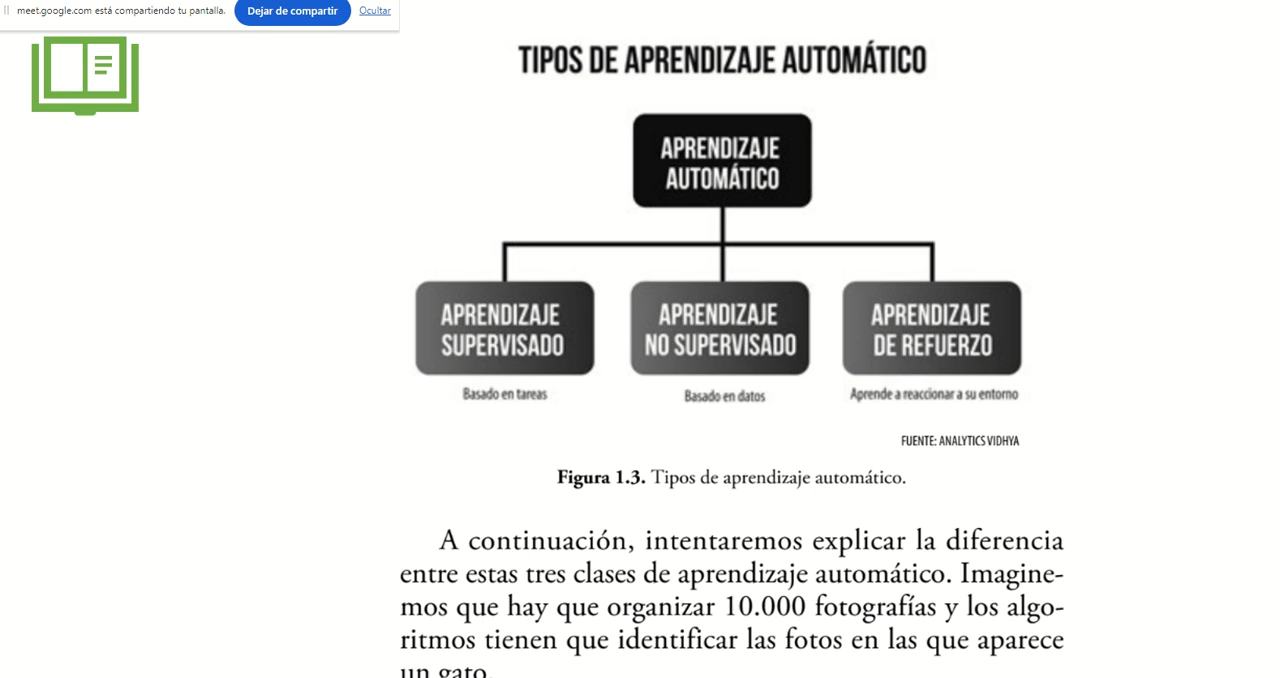 meet.google.com está compartiendo tu pantalla.
Dejar de compartir
Ocultar
TIPOS DE APRENDIZAJE AUTOMÁTICO
APRENDIZAJE
AUTOMÁTICO
APRENDIZAJE
SUPERVISADO
Basado en tareas
APRENDIZAJE
NO SUPERVISADO
Basado en datos
APRENDIZAJE
DE REFUERZO
Aprende a reaccionar a su entorno
FUENTE: ANALYTICS VIDHYA
Figura 1.3. Tipos de aprendizaje automático.
A continuación, intentaremos explicar la diferencia
entre estas tres clases de aprendizaje automático. Imagine-
mos que hay que organizar 10.000 fotografías y los algo-
ritmos tienen que identificar las fotos en las que aparece
un gato.